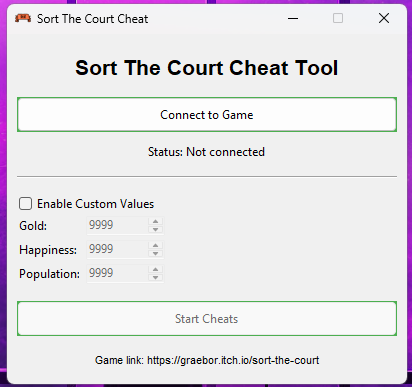 Sort The Court Cheat
Sort The Court Cheat Tool
Connect to Game
Status: Not connected
Enable Custom Values
Gold: 9999
Happiness: 9999
Population: 9999
Start Cheats
Game link: https://graebor.itch.io/sort-the-court